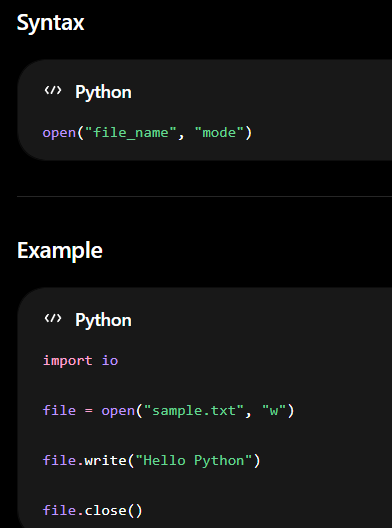 Syntax
Python
open("file_name", "mode")
Example
Python
import io
file = open("sample.txt", "w")
file.write("Hello Python")
file.close()